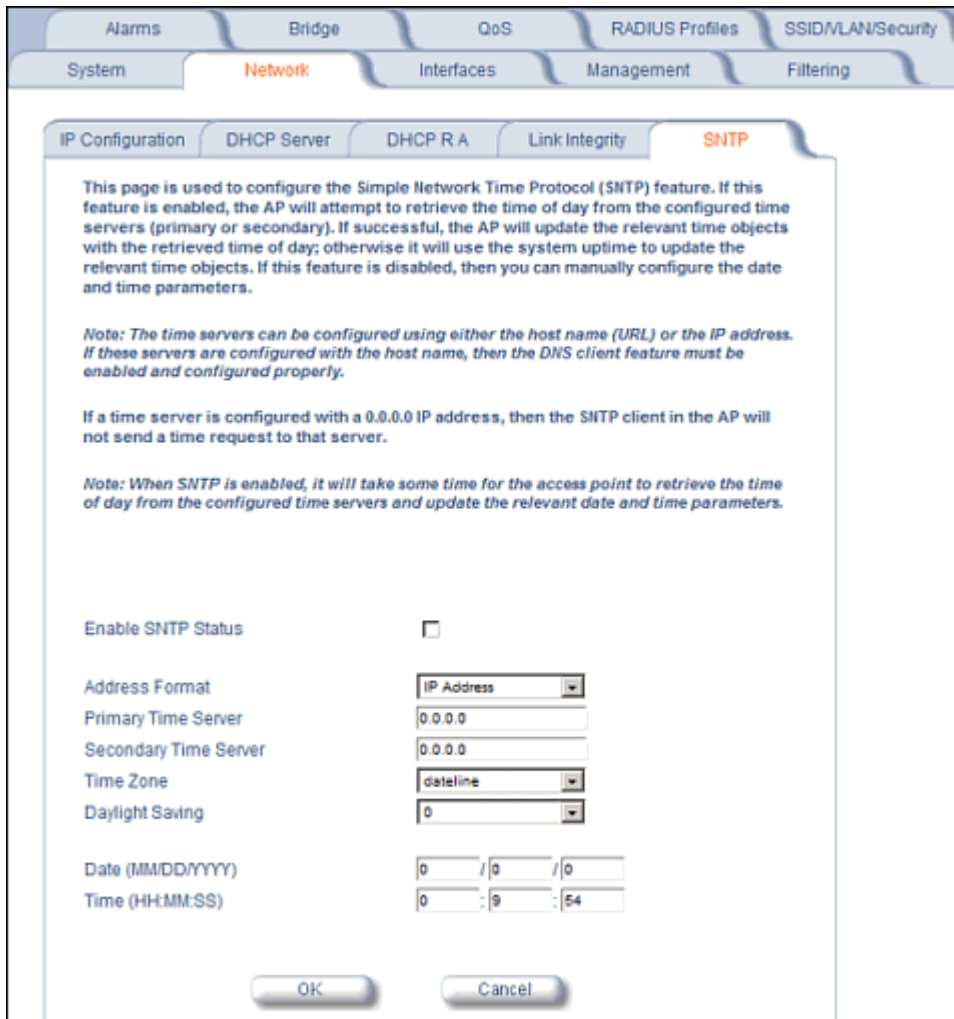 Alarms Bridge QoS RADIUS Profiles SSID/VLAN/Security
System Network Interfaces Management Filtering
IP Configuration DHCP Server DHCP R A Link Integrity SNTP
This page is used to configure the Simple Network Time Protocol (SNTP) feature. If this
feature is enabled, the AP will attempt to retrieve the time of day from the configured time
servers (primary or secondary). If successful, the AP will update the relevant time objects
with the retrieved time of day; otherwise it will use the system uptime to update the
relevant time objects. If this feature is disabled, then you can manually configure the date
and time parameters.
Note: The time servers can be configured using either the host name (URL) or the IP address.
If these servers are configured with the host name, then the DNS client feature must be
enabled and configured properly.
If a time server is configured with a 0.0.0.0 IP address, then the SNTP client in the AP will
not send a time request to that server.
Note: When SNTP is enabled, it will take some time for the access point to retrieve the time
of day from the configured time servers and update the relevant date and time parameters.
Enable SNTP Status
Address Format IP Address
Primary Time Server 0.0.0.0
Secondary Time Server 0.0.0.0
Time Zone dateline
Daylight Saving 0
Date (MM/DD/YYYY) 0 / 0 / 0
Time (HH:MM:SS) 0 : 9 : 54
OK Cancel